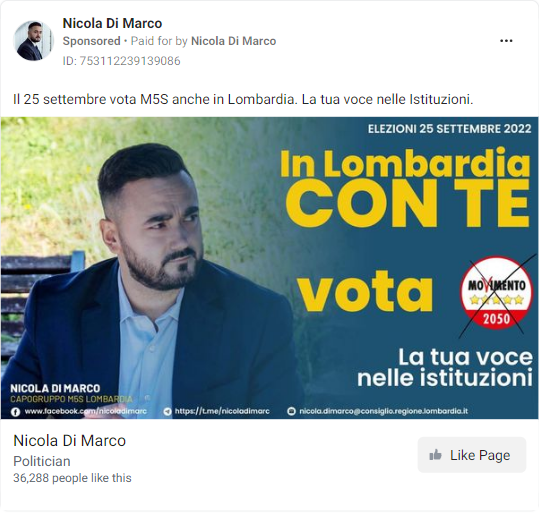 Nicola Di Marco
Sponsored • Paid for by Nicola Di Marco
ID: 753112239139086
Il 25 settembre vota M5S anche in Lombardia. La tua voce nelle Istituzioni.
ELEZIONI 25 SETTEMBRE 2022
In Lombardia
CON TE
vota
MOVIMENTO
2050
La tua voce
nelle istituzioni
NICOLA DI MARCO
CAPOGRUPPO M5S LOMBARDIA
www.facebook.com/nicoladimarc https://t.me/nicoladimarc nicola.dimarco@consiglio.regione.lombardia.it
Nicola Di Marco
Politician
36,288 people like this
Like Page